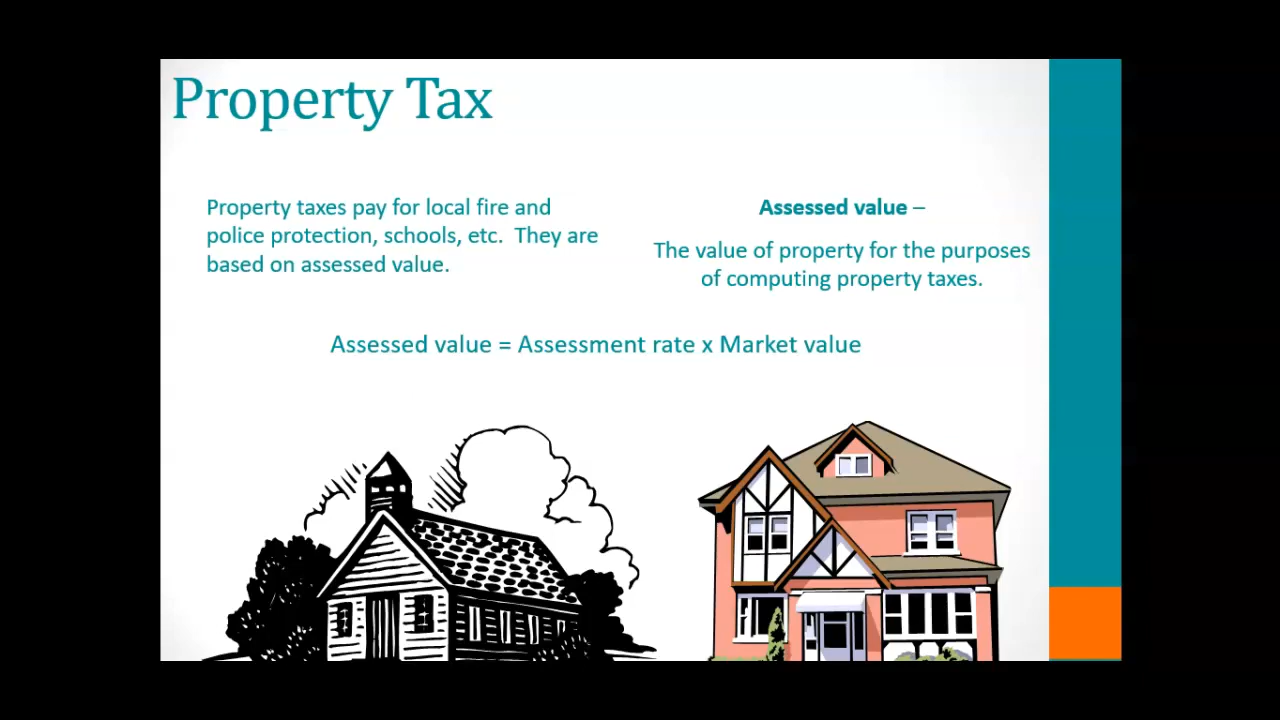 Property Tax
Property taxes pay for local fire and
police protection, schools, etc.  They are
based on assessed value.
Assessed value –
The value of property for the purposes
of computing property taxes.
Assessed value = Assessment rate x Market value